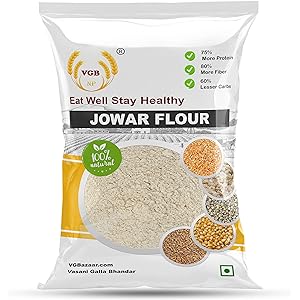 VGB
NP
®
75%
More Protein
80%
More Fiber
60%
Lesser Carbs
Eat Well Stay Healthy
JOWAR FLOUR
100%
natural
VGBazaar.com
Vasani Galla Bhandar